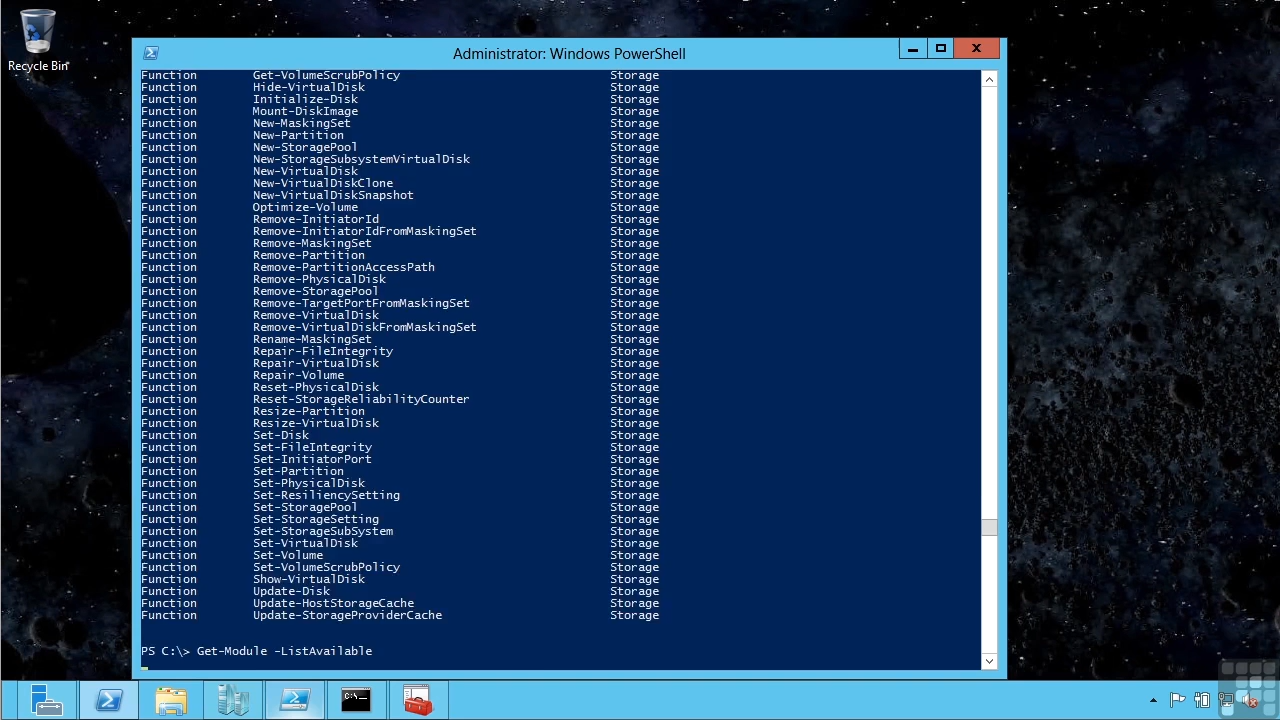 Recycle Bin
Administrator: Windows PowerShell
Function Get-VolumeScrubPolicy Storage
Function Hide-VirtualDisk Storage
Function Initialize-Disk Storage
Function Mount-DiskImage Storage
Function New-MaskingSet Storage
Function New-Partition Storage
Function New-StoragePool Storage
Function New-StorageSubsystemVirtualDisk Storage
Function New-VirtualDisk Storage
Function New-VirtualDiskClone Storage
Function New-VirtualDiskSnapshot Storage
Function Optimize-Volume Storage
Function Remove-InitiatorId Storage
Function Remove-InitiatorIdFromMaskingSet Storage
Function Remove-MaskingSet Storage
Function Remove-Partition Storage
Function Remove-PartitionAccessPath Storage
Function Remove-PhysicalDisk Storage
Function Remove-StoragePool Storage
Function Remove-TargetPortFromMaskingSet Storage
Function Remove-VirtualDisk Storage
Function Remove-VirtualDiskFromMaskingSet Storage
Function Rename-MaskingSet Storage
Function Repair-FileIntegrity Storage
Function Repair-VirtualDisk Storage
Function Repair-Volume Storage
Function Reset-PhysicalDisk Storage
Function Reset-StorageReliabilityCounter Storage
Function Resize-Partition Storage
Function Resize-VirtualDisk Storage
Function Set-Disk Storage
Function Set-FileIntegrity Storage
Function Set-InitiatorPort Storage
Function Set-Partition Storage
Function Set-PhysicalDisk Storage
Function Set-ResiliencySetting Storage
Function Set-StoragePool Storage
Function Set-StorageSetting Storage
Function Set-StorageSubSystem Storage
Function Set-VirtualDisk Storage
Function Set-Volume Storage
Function Set-VolumeScrubPolicy Storage
Function Show-VirtualDisk Storage
Function Update-Disk Storage
Function Update-HostStorageCache Storage
Function Update-StorageProviderCache Storage
PS C:\> Get-Module -ListAvailable